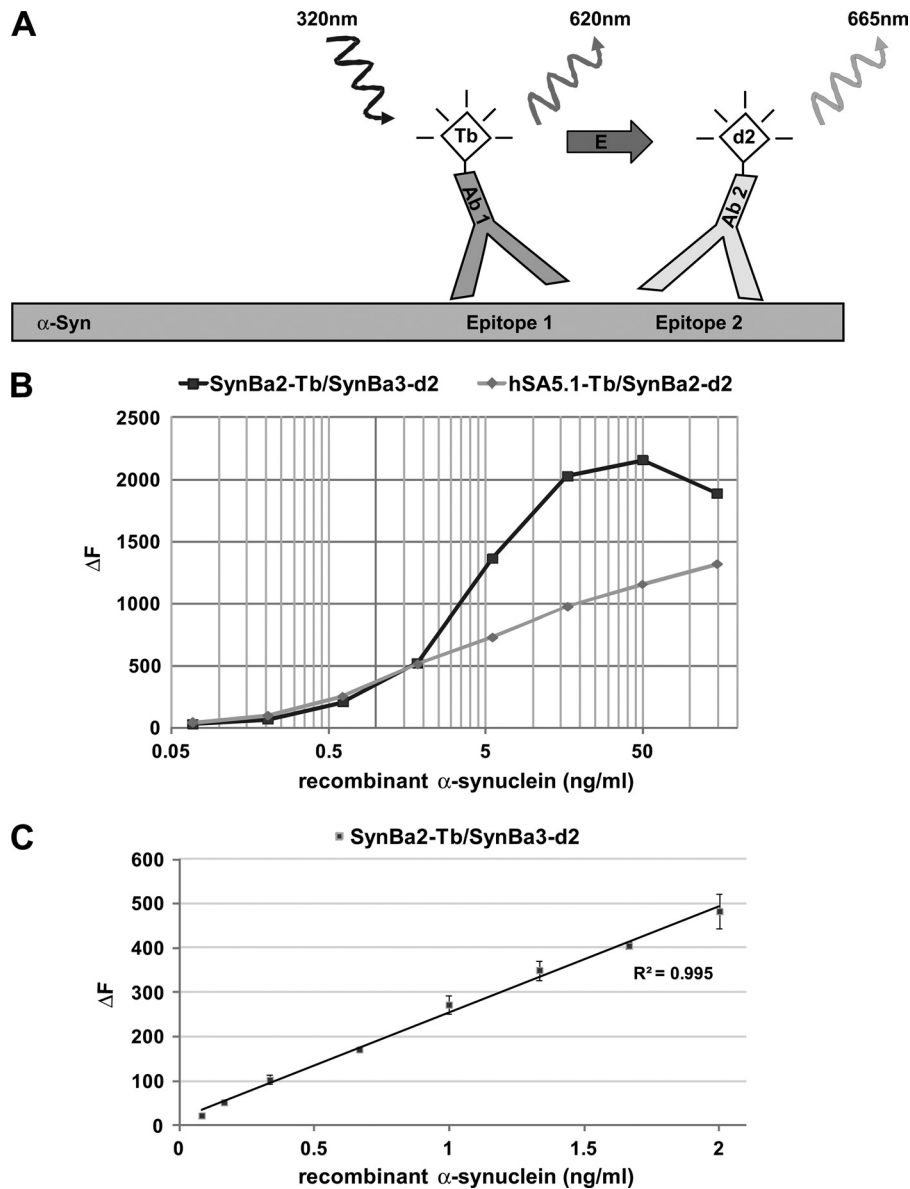 A
320nm 620nm 665nm
Tb E d2
Ab 1 Ab 2
α-Syn Epitope 1 Epitope 2
B
SynBa2-Tb/SynBa3-d2 hSA5.1-Tb/SynBa2-d2
2500
2000
1500
1000
500
0
ΔF
0.05 0.5 5 50
recombinant α-synuclein (ng/ml)
C
SynBa2-Tb/SynBa3-d2
600
500
400
300
200
100
0
ΔF
R² = 0.995
0 0.5 1 1.5 2
recombinant α-synuclein (ng/ml)